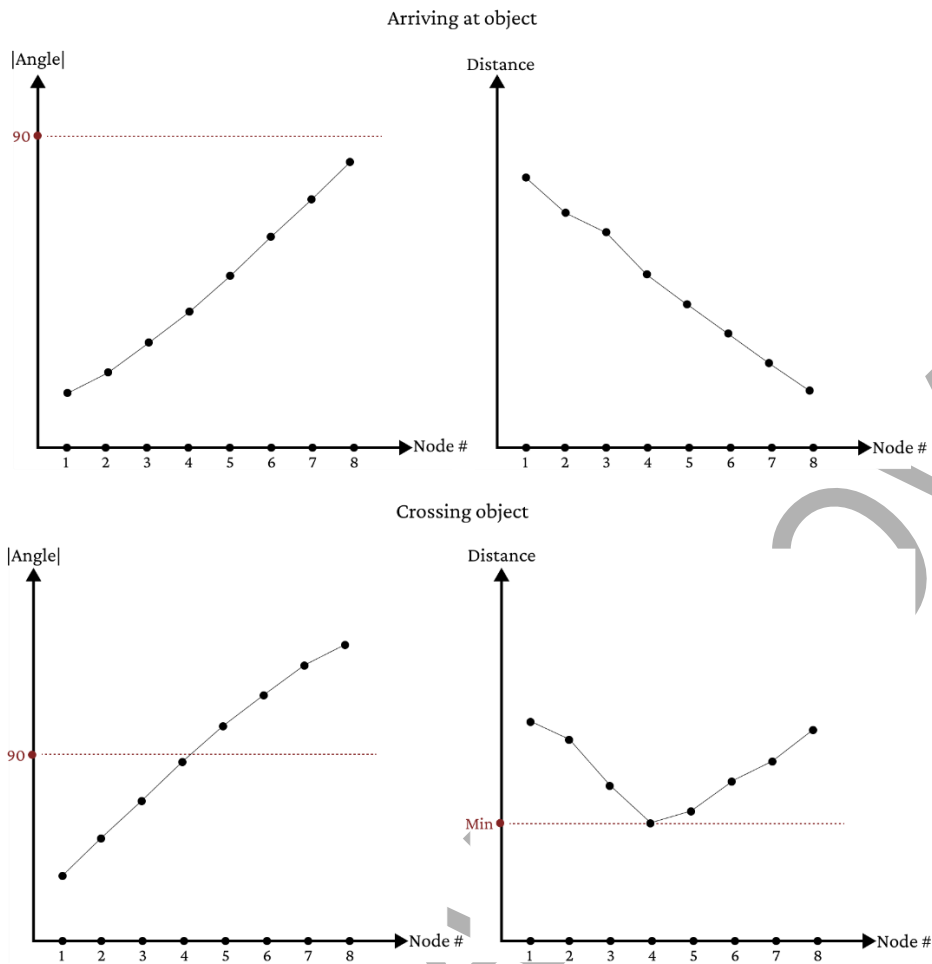 Arriving at object
|Angle|
Distance
90
Node #
Node #
1 2 3 4 5 6 7 8
1 2 3 4 5 6 7 8
Crossing object
|Angle|
Distance
90
Min
Node #
Node #
1 2 3 4 5 6 7 8
1 2 3 4 5 6 7 8